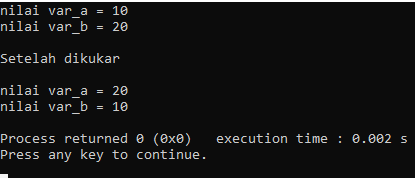 nilai var_a = 10
nilai var_b = 20
Setelah dikukar
nilai var_a = 20
nilai var_b = 10
Process returned 0 (0x0)   execution time : 0.002 s
Press any key to continue.